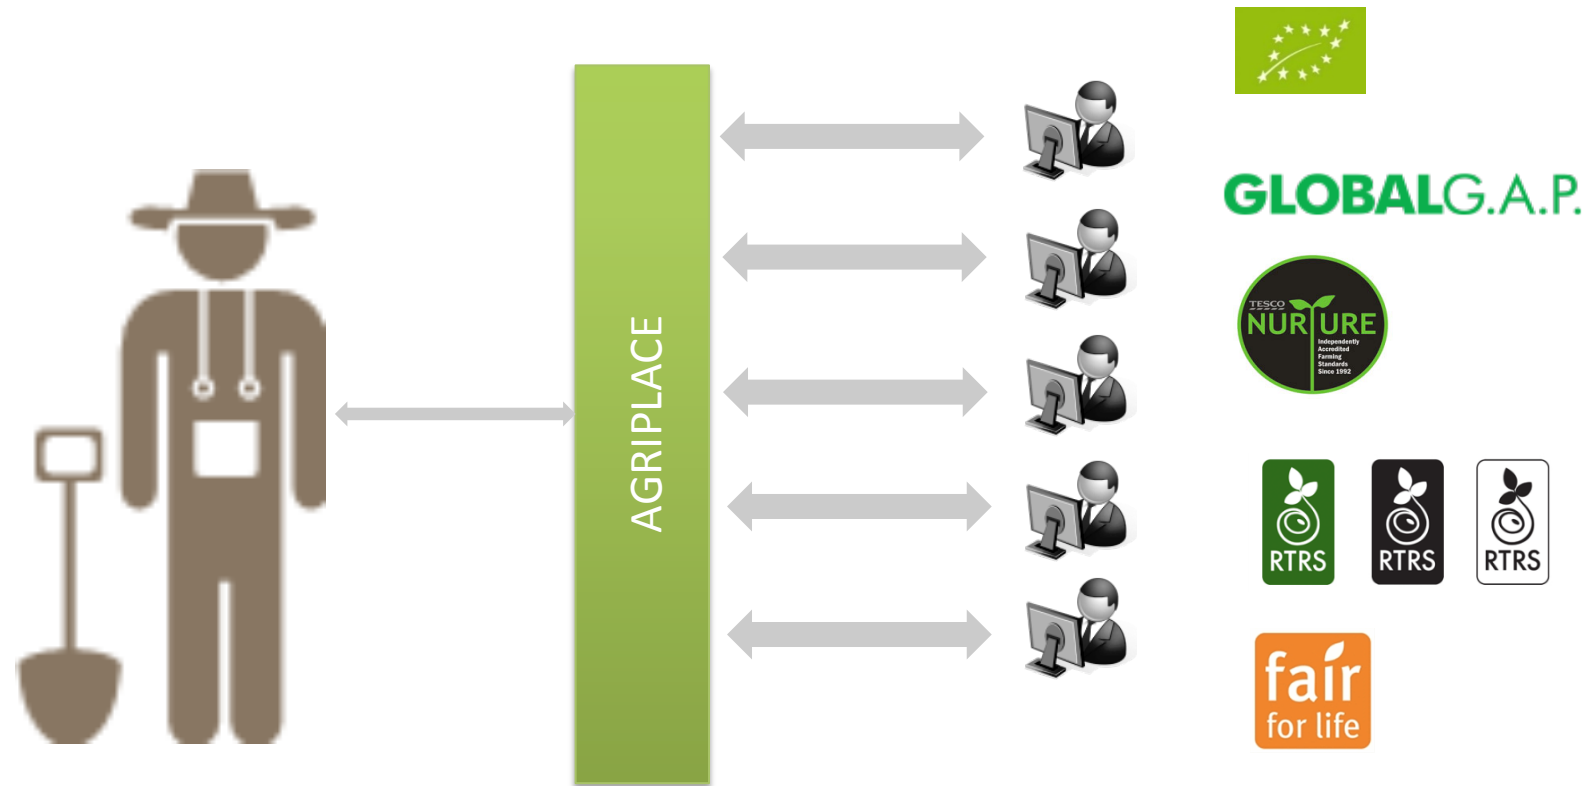 AGRIPLACE
GLOBALG.A.P.
TESCO
NURTURE
Independently
Accredited
Farming
Standards
Since 1992
RTRS
RTRS
RTRS
fair
for life